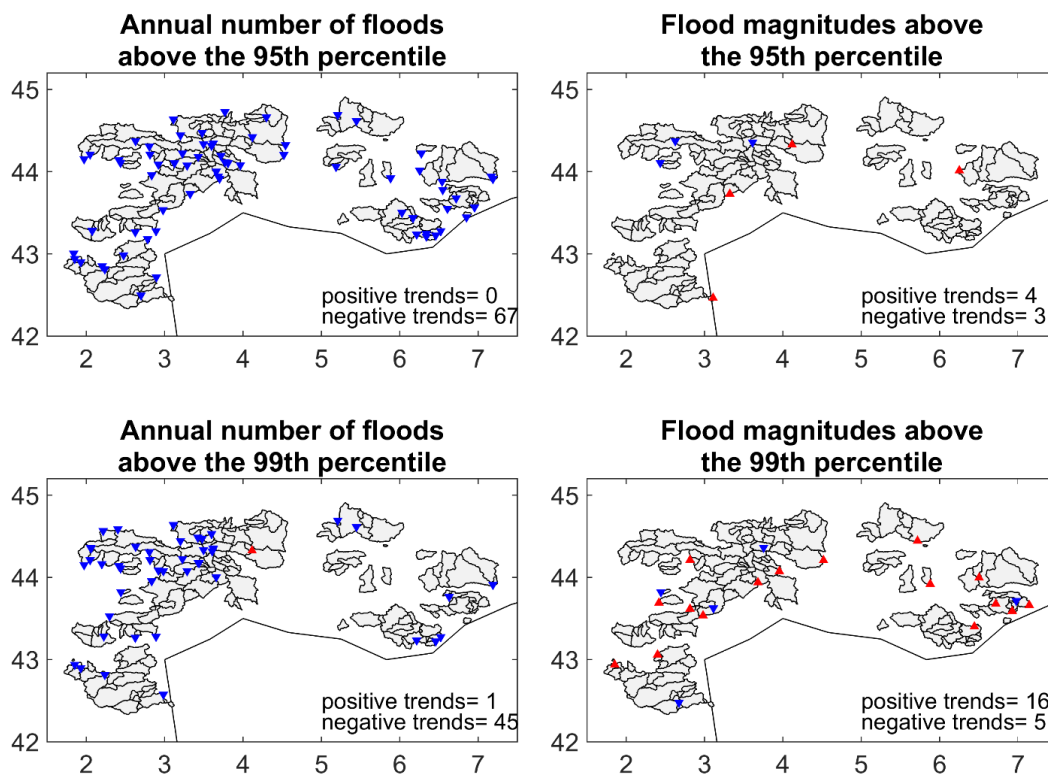 Annual number of floods
above the 95th percentile
45
44
43
42
positive trends= 0
negative trends= 67
2 3 4 5 6 7
Flood magnitudes above
the 95th percentile
45
44
43
42
positive trends= 4
negative trends= 3
2 3 4 5 6 7
Annual number of floods
above the 99th percentile
45
44
43
42
positive trends= 1
negative trends= 45
2 3 4 5 6 7
Flood magnitudes above
the 99th percentile
45
44
43
42
positive trends= 16
negative trends= 5
2 3 4 5 6 7